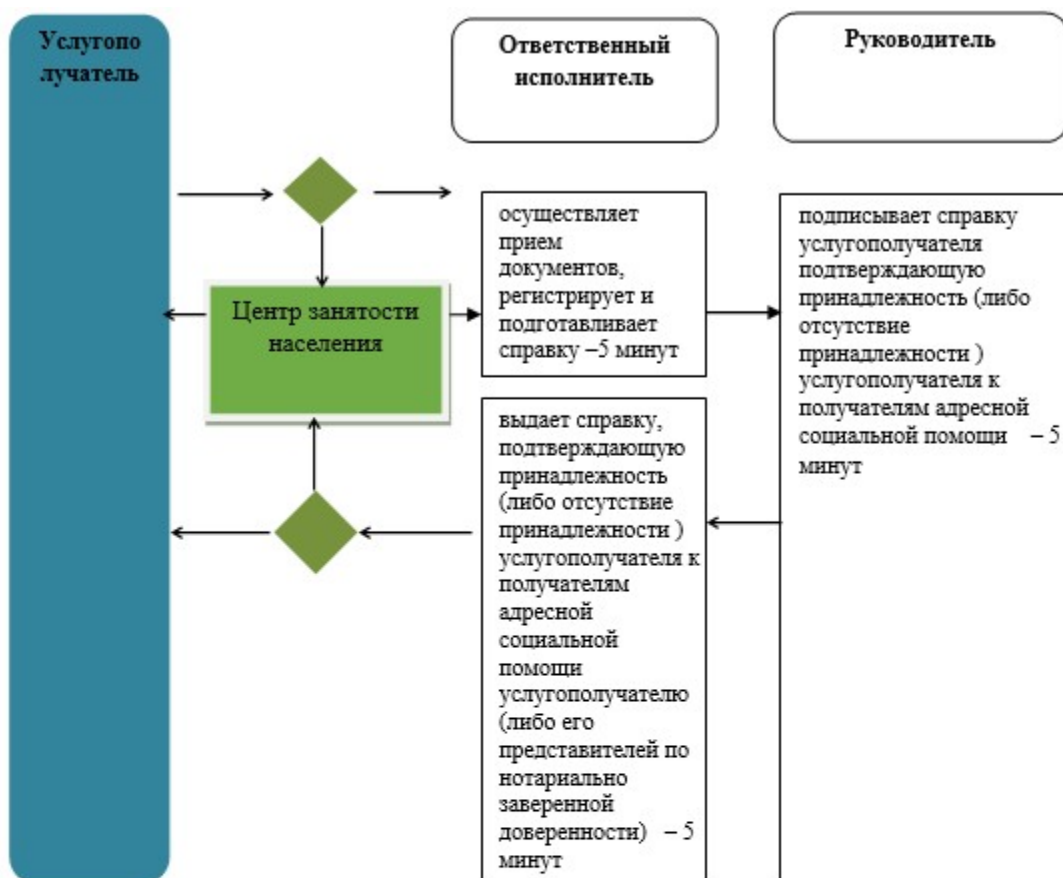 Услугопо
лучатель
Ответственный
исполнитель
Руководитель
осуществляет
прием
документов,
регистрирует и
подготавливает
справку –5 минут
подписывает справку
услугополучателя
подтверждающую
принадлежность (либо
отсутствие
принадлежности )
услугополучателя к
получателям адресной
социальной помощи – 5
минут
Центр занятости
населения
выдает справку,
подтверждающую
принадлежность
(либо отсутствие
принадлежности )
услугополучателя к
получателям
адресной
социальной
помощи
услугополучателю
(либо его
представителей по
нотариально
заверенной
доверенности) – 5
минут